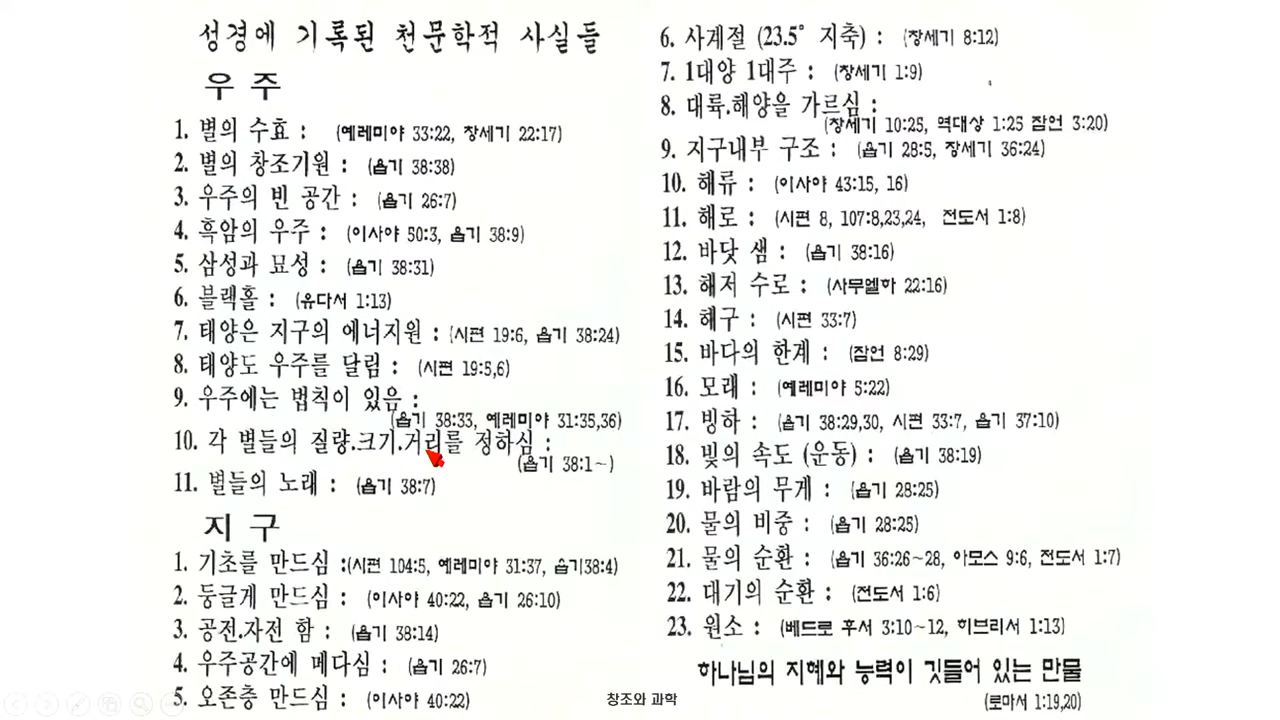 성경에 기록된 천문학적 사실들
우 주
1. 별의 수효 : (예레미야 33:22, 창세기 22:17)
2. 별의 창조기원 : (욥기 38:38)
3. 우주의 빈 공간 : (욥기 26:7)
4. 흑암의 우주 : (이사야 50:3, 욥기 38:9)
5. 삼성과 묘성 : (욥기 38:31)
6. 블랙홀 : (유다서 1:13)
7. 태양은 지구의 에너지원 : (시편 19:6, 욥기 38:24)
8. 태양도 우주를 달림 : (시편 19:5,6)
9. 우주에는 법칙이 있음 :
(욥기 38:33, 예레미야 31:35,36)
10. 각 별들의 질량.크기.거리를 정하심 :
(욥기 38:1~)
11. 별들의 노래 : (욥기 38:7)
지 구
1. 기초를 만드심 :(시편 104:5, 예레미야 31:37, 욥기38:4)
2. 둥글게 만드심 : (이사야 40:22, 욥기 26:10)
3. 공전.자전 함 : (욥기 38:14)
4. 우주공간에 메다심 : (욥기 26:7)
5. 오존층 만드심 : (이사야 40:22)
6. 사계절 (23.5° 지축) : (창세기 8:12)
7. 1대양 1대주 : (창세기 1:9)
8. 대륙.해양을 가르심 :
(창세기 10:25, 역대상 1:25 잠언 3:20)
9. 지구내부 구조 : (욥기 28:5, 창세기 36:24)
10. 해류 : (이사야 43:15, 16)
11. 해로 : (시편 8, 107:8,23,24, 전도서 1:8)
12. 바닷 샘 : (욥기 38:16)
13. 해저 수로 : (사무엘하 22:16)
14. 해구 : (시편 33:7)
15. 바다의 한계 : (잠언 8:29)
16. 모래 : (예레미야 5:22)
17. 빙하 : (욥기 38:29,30, 시편 33:7, 욥기 37:10)
18. 빛의 속도 (운동) : (욥기 38:19)
19. 바람의 무게 : (욥기 28:25)
20. 물의 비중 : (욥기 28:25)
21. 물의 순환 : (욥기 36:26~28, 아모스 9:6, 전도서 1:7)
22. 대기의 순환 : (전도서 1:6)
23. 원소 : (베드로 후서 3:10~12, 히브리서 1:13)
하나님의 지혜와 능력이 깃들어 있는 만물
(로마서 1:19,20)
창조와 과학